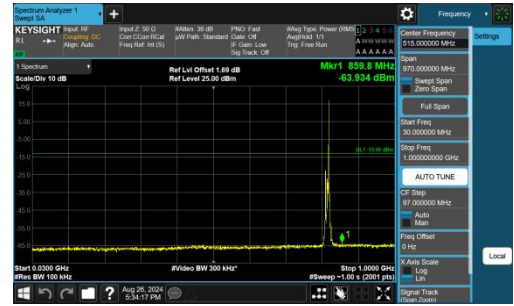 Spectrum Analyzer 1
Swept SA
Frequency
KEYSIGHT
Input: RF
Coupling: DC
Align: Auto
Input Z: 50 Ω
Corr CCorr RCal
Freq Ref: Int (S)
#Atten: 36 dB
µW Path: Standard
PNO: Fast
Gate: Off
IF Gain: Low
Sig Track: Off
#Avg Type: Power (RMS
Avg|Hold: 1/1
Trig: Free Run
1 2 3 4 5 6
A W W W W W
A A A A A A
1 Spectrum
Scale/Div 10 dB
Log
Ref Lvl Offset 1.69 dB
Ref Level 25.00 dBm
Mkr1 859.8 MHz
-63.934 dBm
15.0
5.00
-5.00
-15.0
-25.0
-35.0
-45.0
-55.0
-65.0
DL1 -13.00 dBm
1
Start 0.0300 GHz
#Res BW 100 kHz
#Video BW 300 kHz*
Stop 1.0000 GHz
#Sweep ~1.00 s (2001 pts)
Aug 26, 2024
5:34:17 PM
Center Frequency
515.000000 MHz
Settings
Span
970.000000 MHz
Swept Span
Zero Span
Full Span
Start Freq
30.000000 MHz
Stop Freq
1.000000000 GHz
AUTO TUNE
CF Step
97.000000 MHz
Auto
Man
Freq Offset
0 Hz
X Axis Scale
Log
Lin
Local
Signal Track
(Span Zoom)